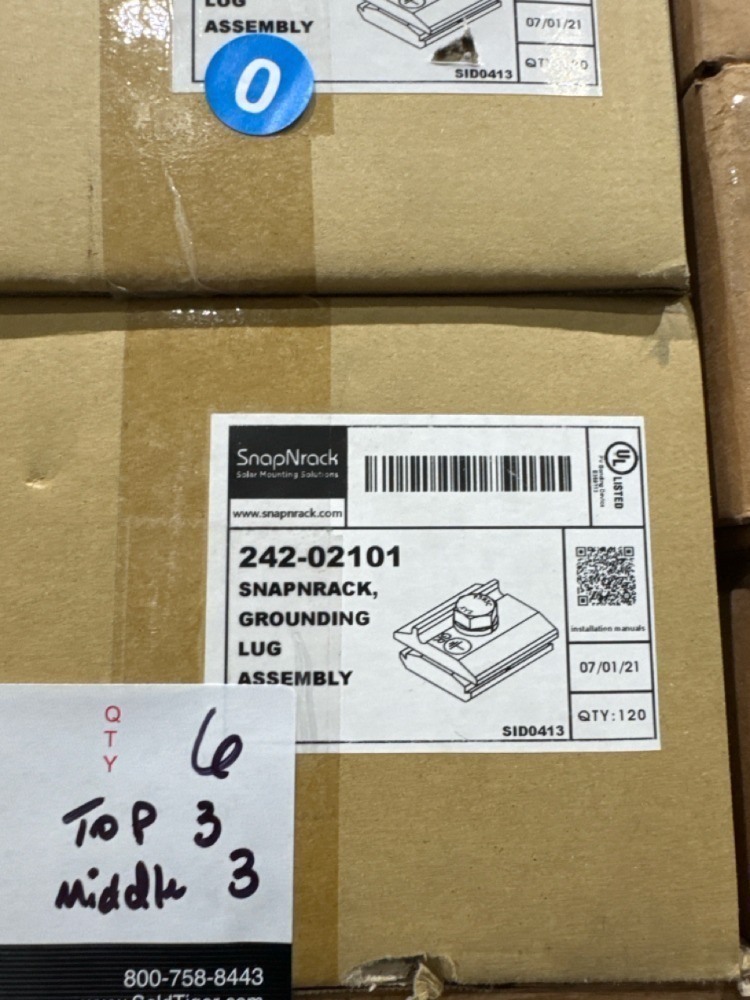 LUG
ASSEMBLY
07/01/21
SID0413
0
SnapNrack
Solar Mounting Solutions
www.snapnrack.com
UL
LISTED
242-02101
SNAPNRACK,
GROUNDING
LUG
ASSEMBLY
installation manuals
07/01/21
QTY:120
SID0413
QTY 6
TOP 3
Middle 3
800-758-8443